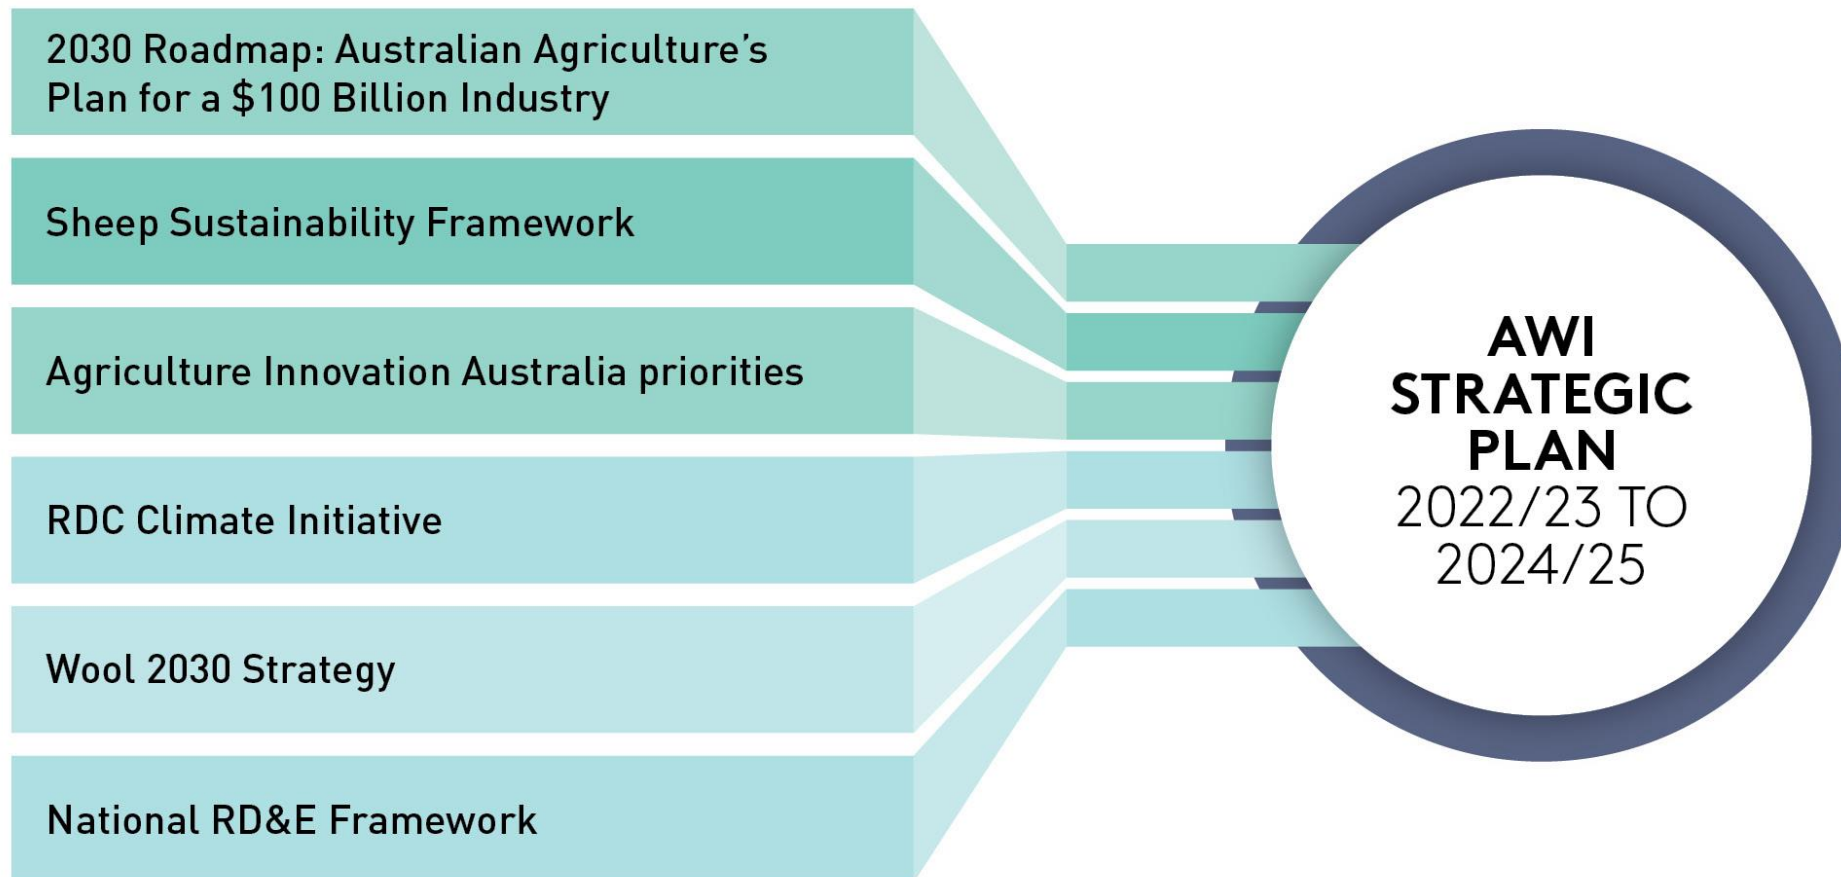 2030 Roadmap: Australian Agriculture’s
Plan for a $100 Billion Industry
Sheep Sustainability Framework
Agriculture Innovation Australia priorities
RDC Climate Initiative
Wool 2030 Strategy
National RD&E Framework
AWI
STRATEGIC
PLAN
2022/23 TO
2024/25